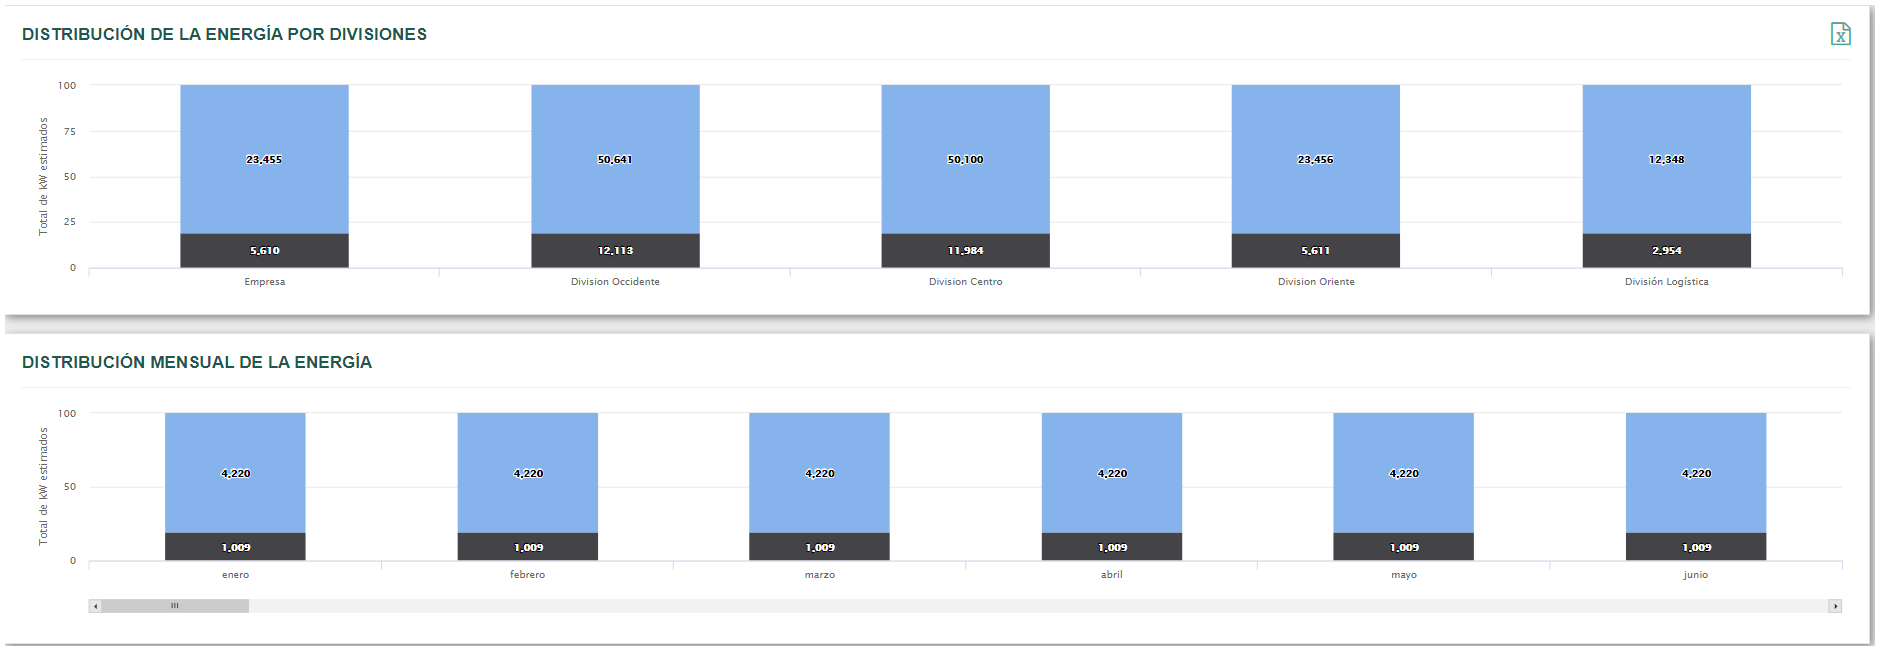 DISTRIBUCIÓN DE LA ENERGÍA POR DIVISIONES
X
Total de kW estimados
100
75
50
25
0
23,455
50,641
50,100
23,456
12,348
5,610
12,113
11,984
5,611
2,954
Empresa
Division Occidente
Division Centro
Division Oriente
División Logística
DISTRIBUCIÓN MENSUAL DE LA ENERGÍA
Total de kW estimados
100
50
0
4,220
4,220
4,220
4,220
4,220
4,220
1,009
1,009
1,009
1,009
1,009
1,009
enero
febrero
marzo
abril
mayo
junio